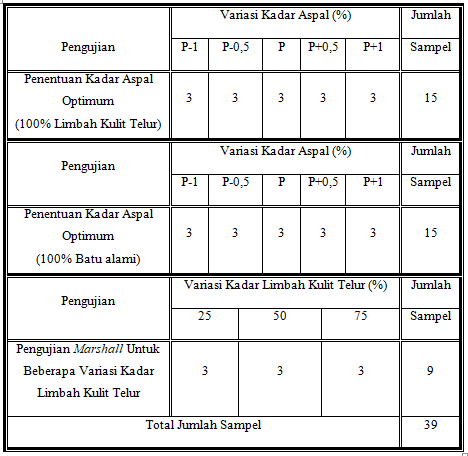 Pengujian
Variasi Kadar Aspal (%)
Jumlah
Sampel
P-1 P-0,5 P P+0,5 P+1
Penentuan Kadar Aspal
Optimum
(100% Limbah Kulit Telur)
3 3 3 3 3 15
Pengujian
Variasi Kadar Aspal (%)
Jumlah
Sampel
P-1 P-0,5 P P+0,5 P+1
Penentuan Kadar Aspal
Optimum
(100% Batu alami)
3 3 3 3 3 15
Pengujian
Variasi Kadar Limbah Kulit Telur (%)
Jumlah
Sampel
25 50 75
Pengujian Marshall Untuk
Beberapa Variasi Kadar
Limbah Kulit Telur
3 3 3 9
Total Jumlah Sampel 39